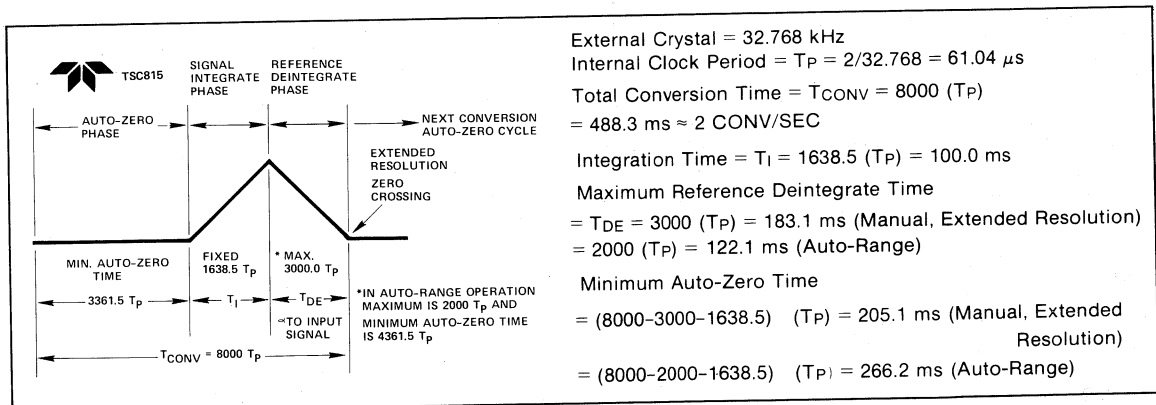 TSC815
SIGNAL
INTEGRATE
PHASE
REFERENCE
DEINTEGRATE
PHASE
AUTO-ZERO
PHASE
NEXT CONVERSION
AUTO-ZERO CYCLE
EXTENDED
RESOLUTION
ZERO
CROSSING
MIN. AUTO-ZERO
TIME
FIXED
1638.5 TP
* MAX.
3000.0 TP
3361.5 TP
TI
TDE
∝TO INPUT
SIGNAL
*IN AUTO-RANGE OPERATION
MAXIMUM IS 2000 TP AND
MINIMUM AUTO-ZERO TIME
IS 4361.5 TP
TCONV = 8000 TP
External Crystal = 32.768 kHz
Internal Clock Period = TP = 2/32.768 = 61.04 μs
Total Conversion Time = TCONV = 8000 (TP)
= 488.3 ms ≈ 2 CONV/SEC
Integration Time = TI = 1638.5 (TP) = 100.0 ms
Maximum Reference Deintegrate Time
= TDE = 3000 (TP) = 183.1 ms (Manual, Extended Resolution)
= 2000 (TP) = 122.1 ms (Auto-Range)
Minimum Auto-Zero Time
= (8000-3000-1638.5) (TP) = 205.1 ms (Manual, Extended
Resolution)
= (8000-2000-1638.5) (TP) = 266.2 ms (Auto-Range)